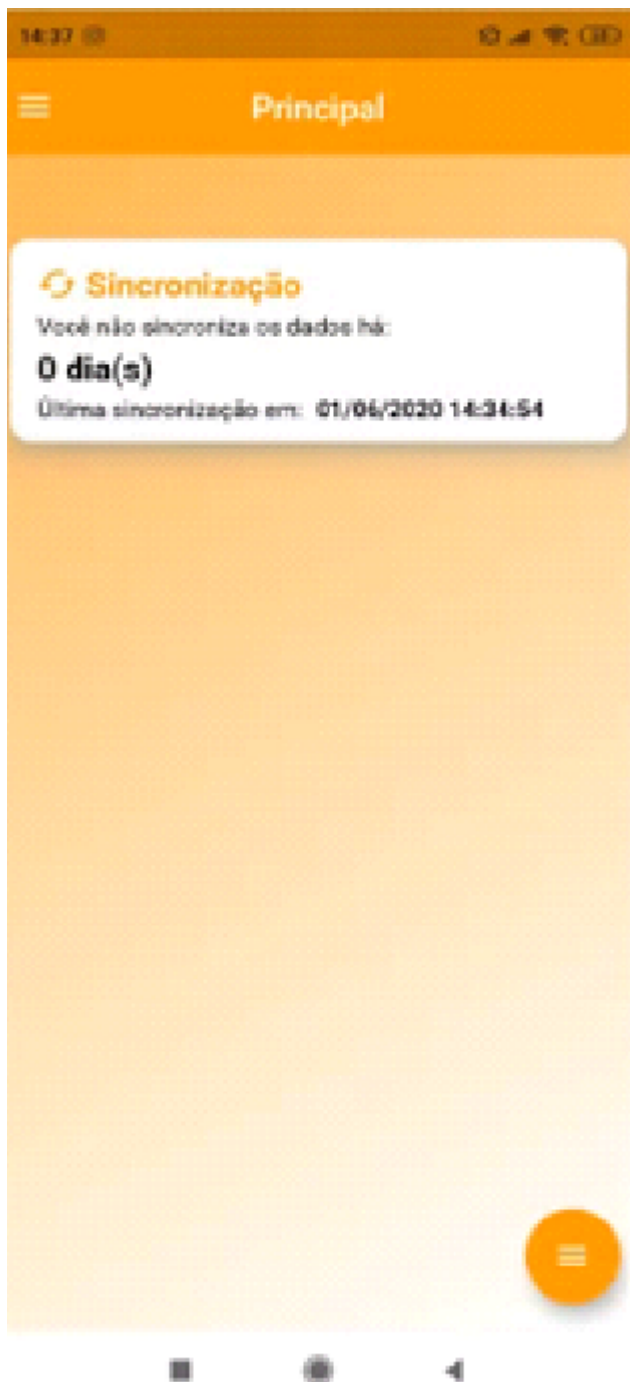 14:37
Principal
Sincronização
Você não sincroniza os dados há:
0 dia(s)
Última sincronização em: 01/06/2020 14:34:54